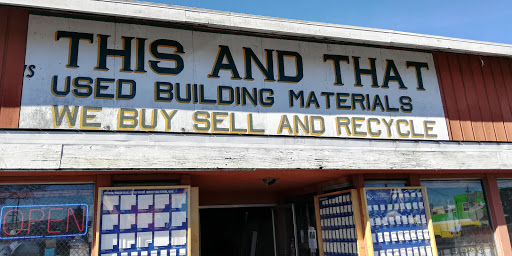 THIS AND THAT
USED BUILDING MATERIALS
WE BUY SELL AND RECYCLE
OPEN